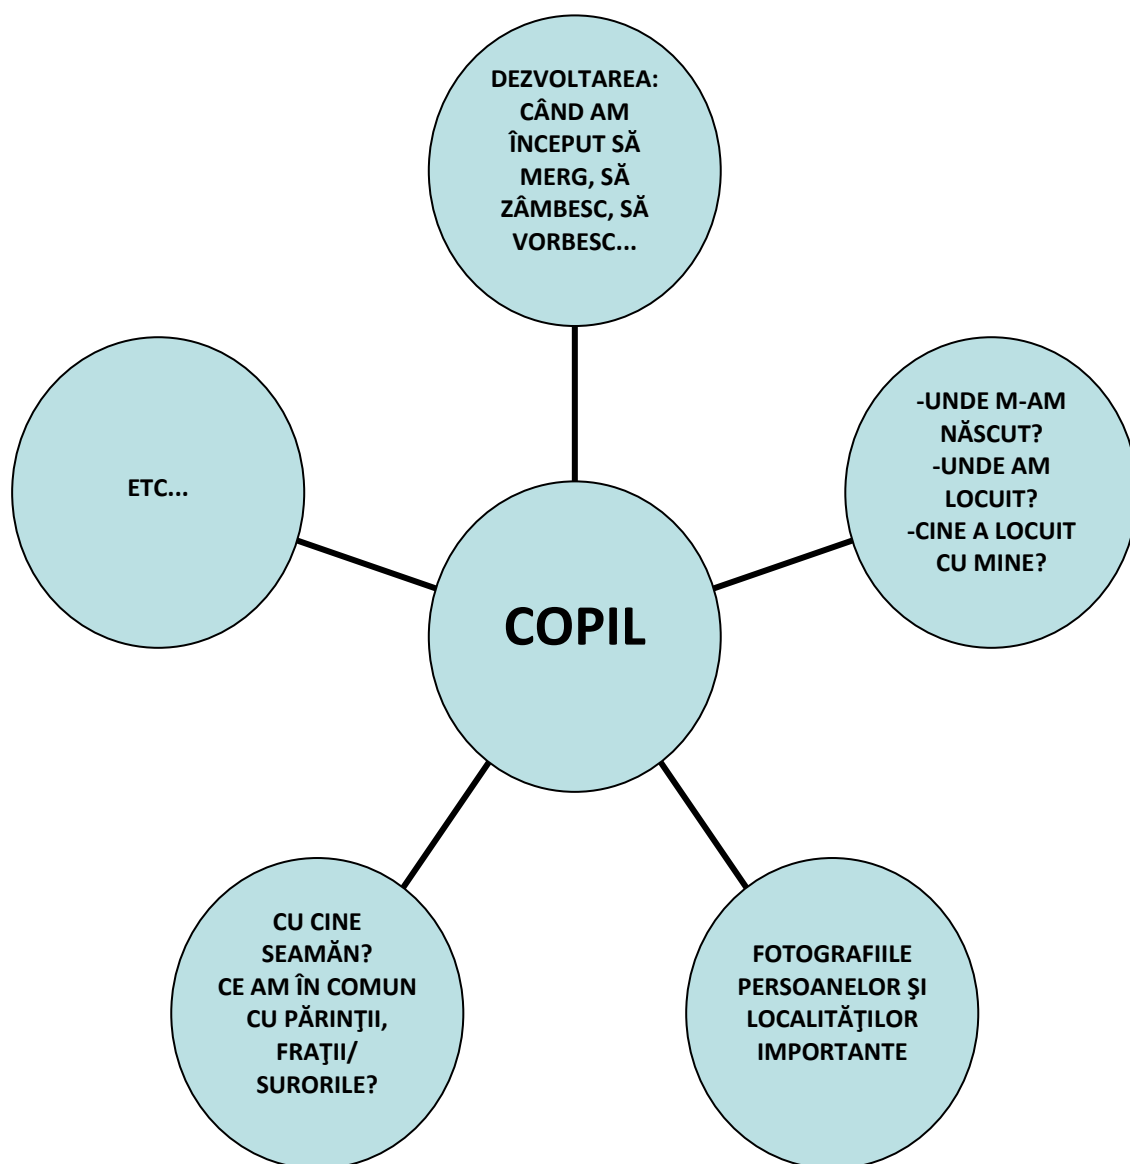 DEZVOLTAREA:
CÂND AM
ÎNCEPUT SĂ
MERG, SĂ
ZÂMBESC, SĂ
VORBESC...
-UNDE M-AM
NĂSCUT?
-UNDE AM
LOCUIT?
-CINE A LOCUIT
CU MINE?
ETC...
COPIL
CU CINE
SEAMĂN?
CE AM ÎN COMUN
CU PĂRINŢII,
FRAŢII/
SURORILE?
FOTOGRAFIILE
PERSOANELOR ŞI
LOCALITĂŢILOR
IMPORTANTE